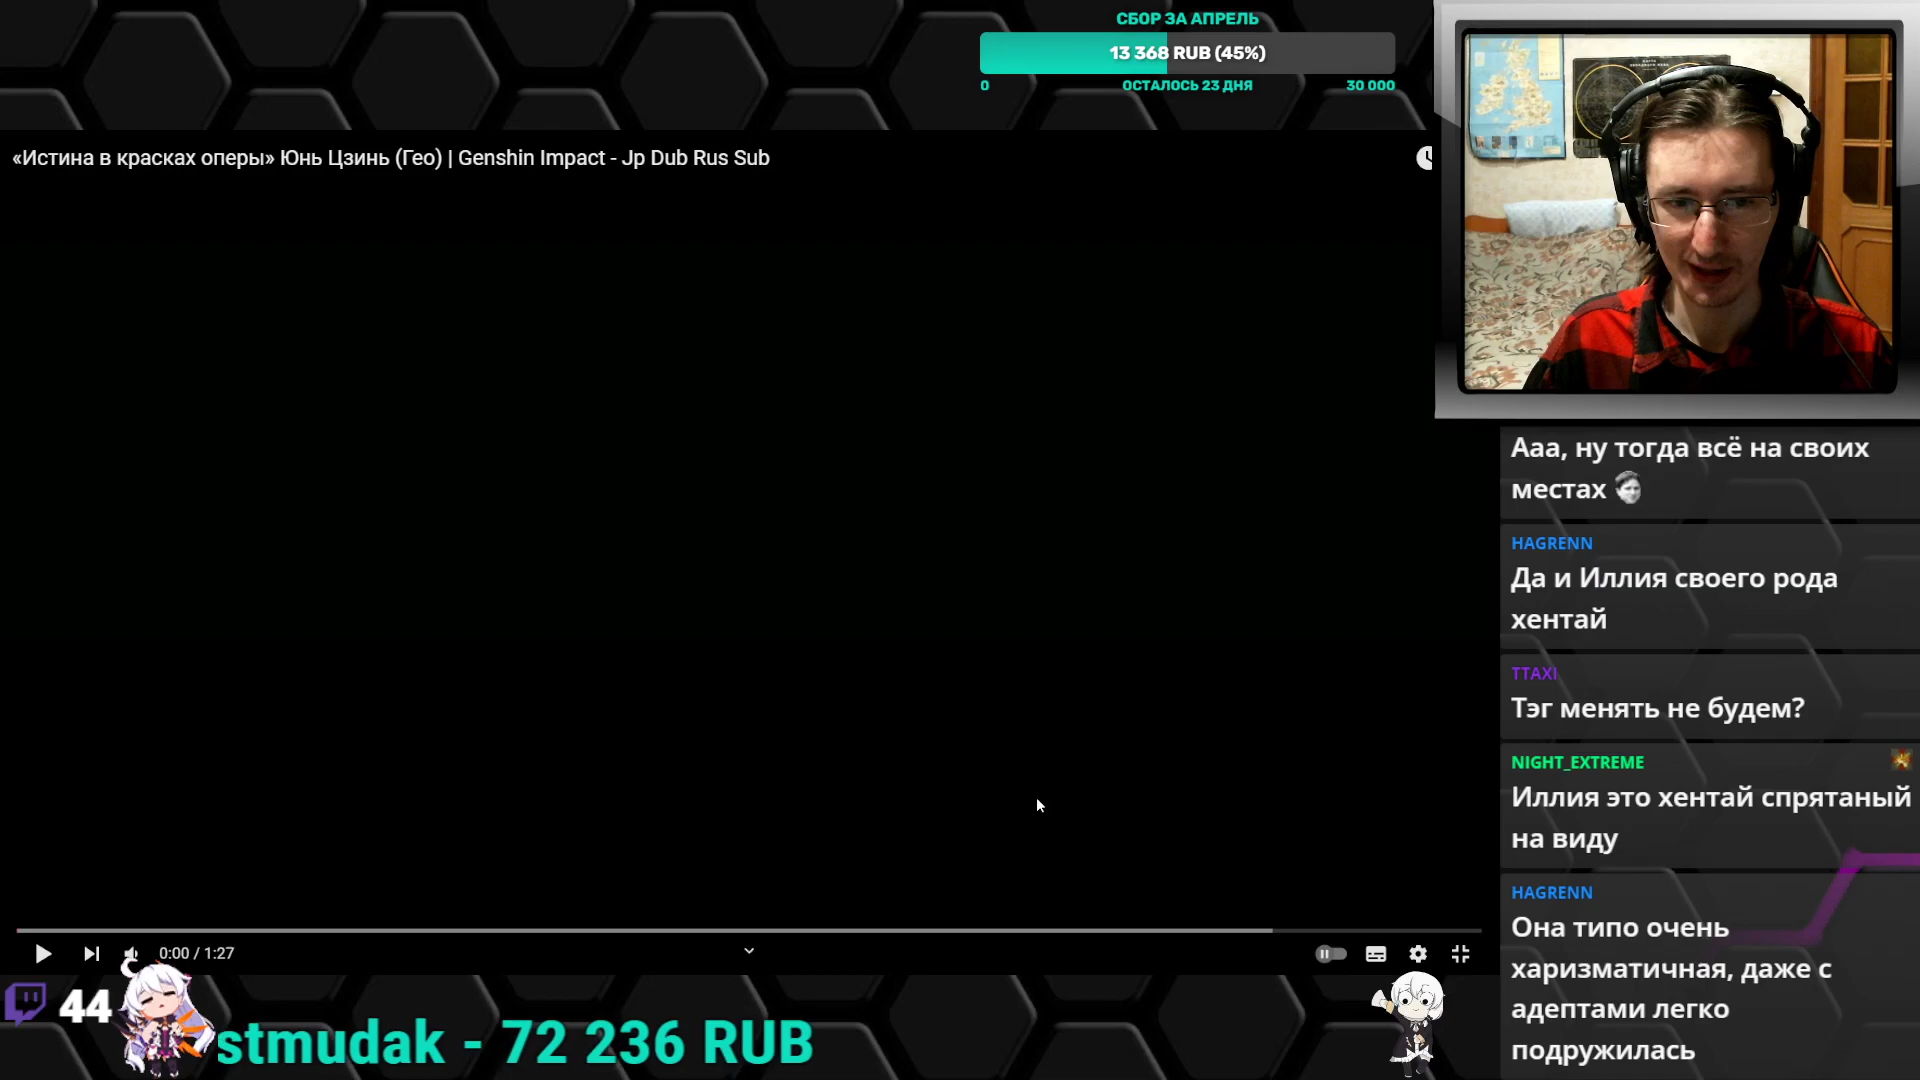 СБОР ЗА АПРЕЛЬ
13 368 RUB (45%)
0
ОСТАЛОСЬ 23 ДНЯ
30 000
«Истина в красках оперы» Юнь Цзинь (Гео) | Genshin Impact - Jp Dub Rus Sub
Ааа, ну тогда всё на своих
местах
HAGRENN
Да и Иллия своего рода
хентай
TTAXI
Тэг менять не будем?
NIGHT_EXTREME
Иллия это хентай спрятаный
на виду
HAGRENN
Она типо очень
харизматичная, даже с
адептами легко
подружилась
0:00 / 1:27
44
stmudak - 72 236 RUB